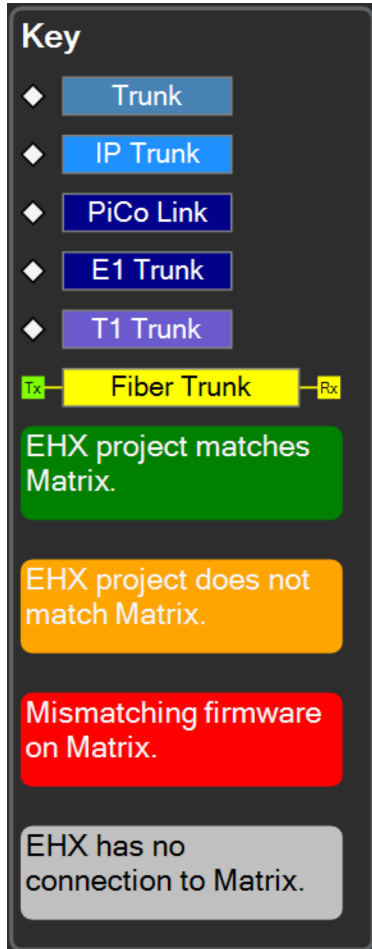 Key
Trunk
IP Trunk
PiCo Link
E1 Trunk
T1 Trunk
Tx Fiber Trunk Rx
EHX project matches
Matrix.
EHX project does not
match Matrix.
Mismatching firmware
on Matrix.
EHX has no
connection to Matrix.